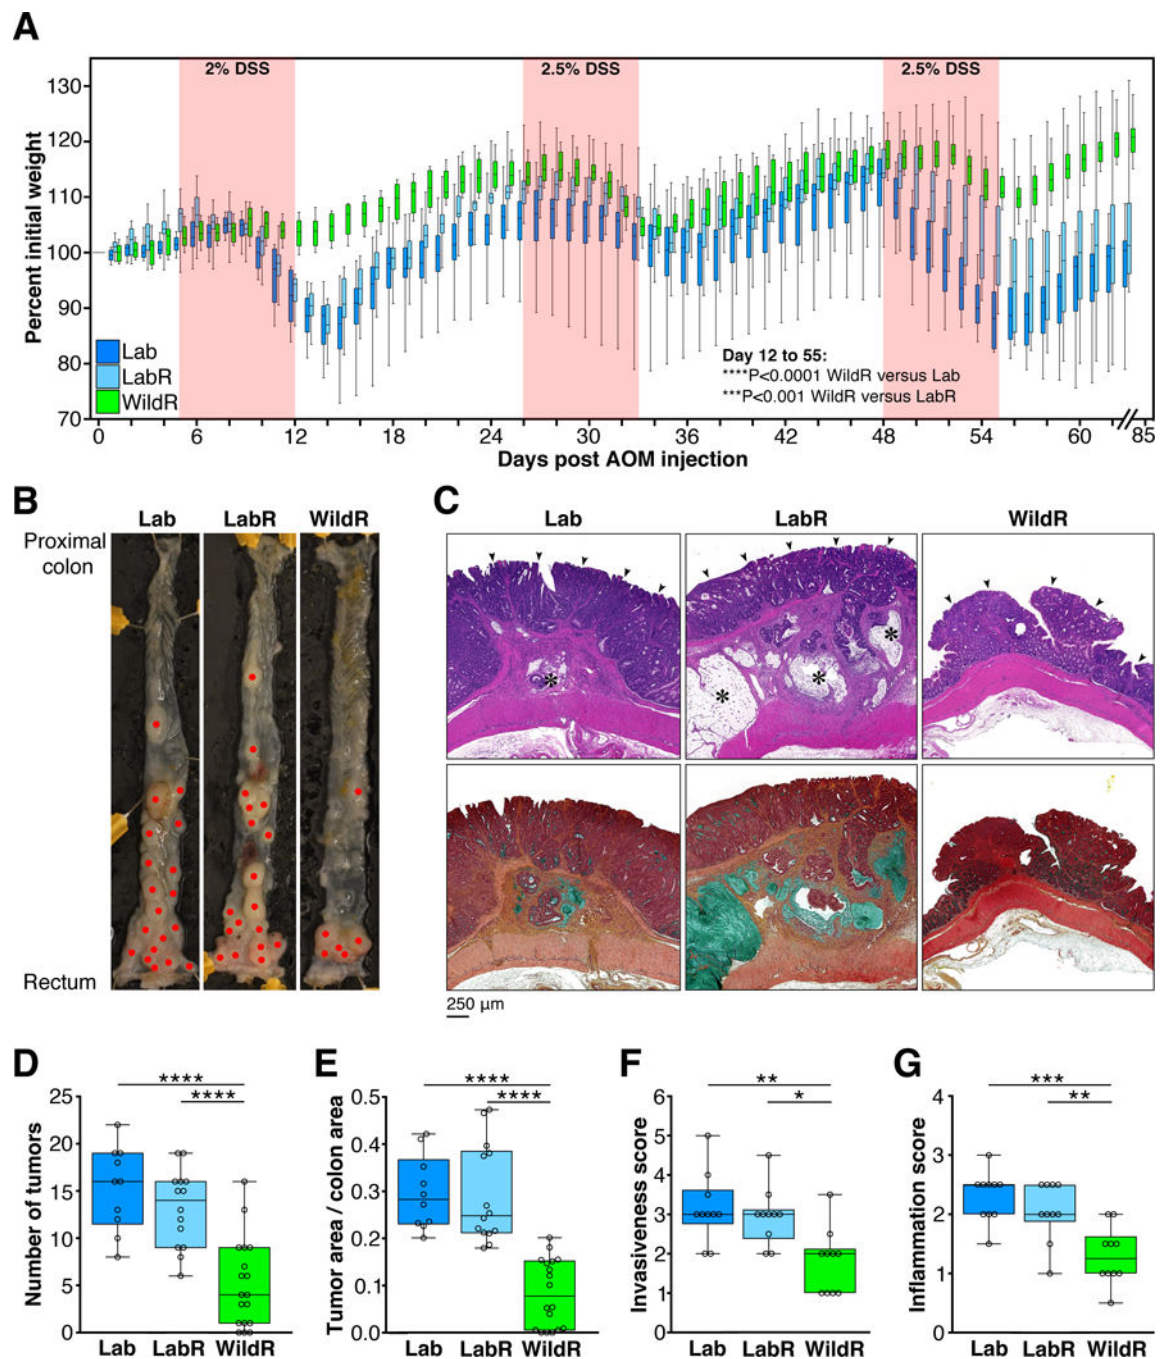 A
2% DSS
2.5% DSS
2.5% DSS
Percent initial weight
130
120
110
100
90
80
70
Lab
LabR
WildR
Day 12 to 55:
****P<0.0001 WildR versus Lab
***P<0.001 WildR versus LabR
0 6 12 18 24 30 36 42 48 54 60 85
Days post AOM injection
B
Lab LabR WildR
Proximal
colon
Rectum
C
Lab LabR WildR
* * * *
250 µm
D
**** ****
Number of tumors
25
20
15
10
5
0
Lab LabR WildR
E
**** ****
Tumor area / colon area
0.5
0.4
0.3
0.2
0.1
0.0
Lab LabR WildR
F
** *
Invasiveness score
6
5
4
3
2
1
0
Lab LabR WildR
G
*** **
Inflammation score
4
3
2
1
0
Lab LabR WildR